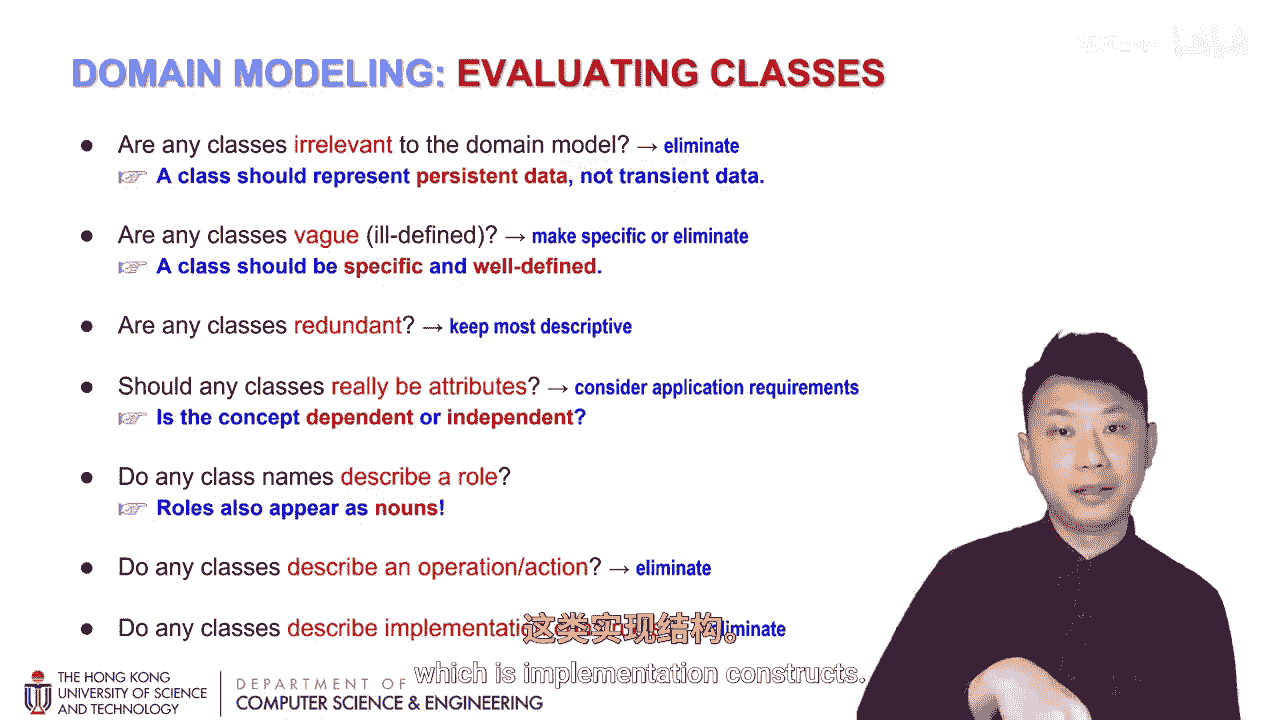 DOMAIN MODELING: EVALUATING CLASSES
● Are any classes irrelevant to the domain model? → eliminate
☞ A class should represent persistent data, not transient data.
● Are any classes vague (ill-defined)? → make specific or eliminate
☞ A class should be specific and well-defined.
● Are any classes redundant? → keep most descriptive
● Should any classes really be attributes? → consider application requirements
☞ Is the concept dependent or independent?
● Do any class names describe a role?
☞ Roles also appear as nouns!
● Do any classes describe an operation/action? → eliminate
● Do any classes describe eliminate
这类实现结构。
which is implementation constructs.
THE HONG KONG
UNIVERSITY OF SCIENCE
AND TECHNOLOGY
DEPARTMENT OF
COMPUTER SCIENCE & ENGINEERING